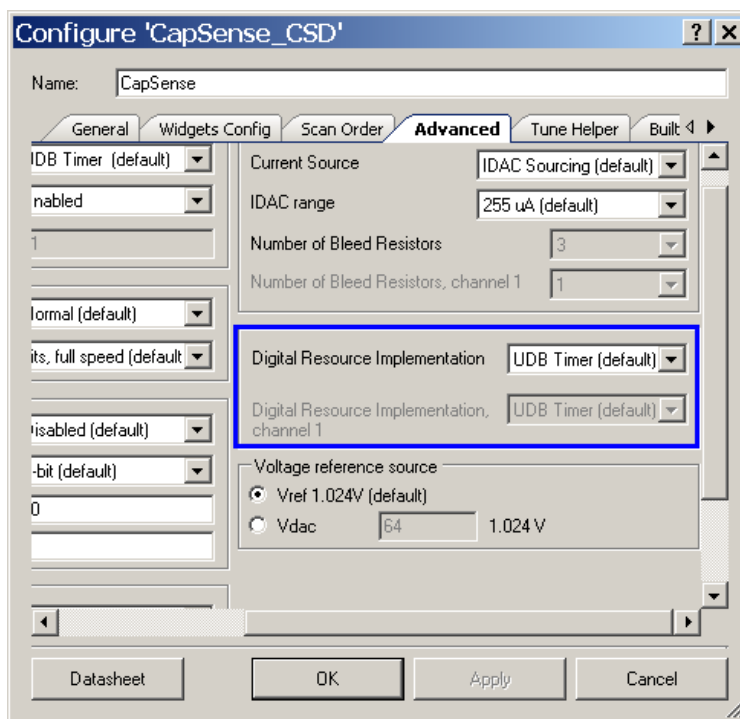 Configure 'CapSense_CSD'
Name: CapSense
General Widgets Config Scan Order Advanced Tune Helper Built
UDB Timer (default)
nabled
1
Current Source IDAC Sourcing (default)
IDAC range 255 uA (default)
Number of Bleed Resistors 3
Number of Bleed Resistors, channel 1 1
lormal (default)
its, full speed (default
Digital Resource Implementation UDB Timer (default)
Digital Resource Implementation, channel 1 UDB Timer (default)
isabled (default)
-bit (default)
0
Voltage reference source
Vref 1.024V (default)
Vdac 64 1.024 V
Datasheet OK Apply Cancel